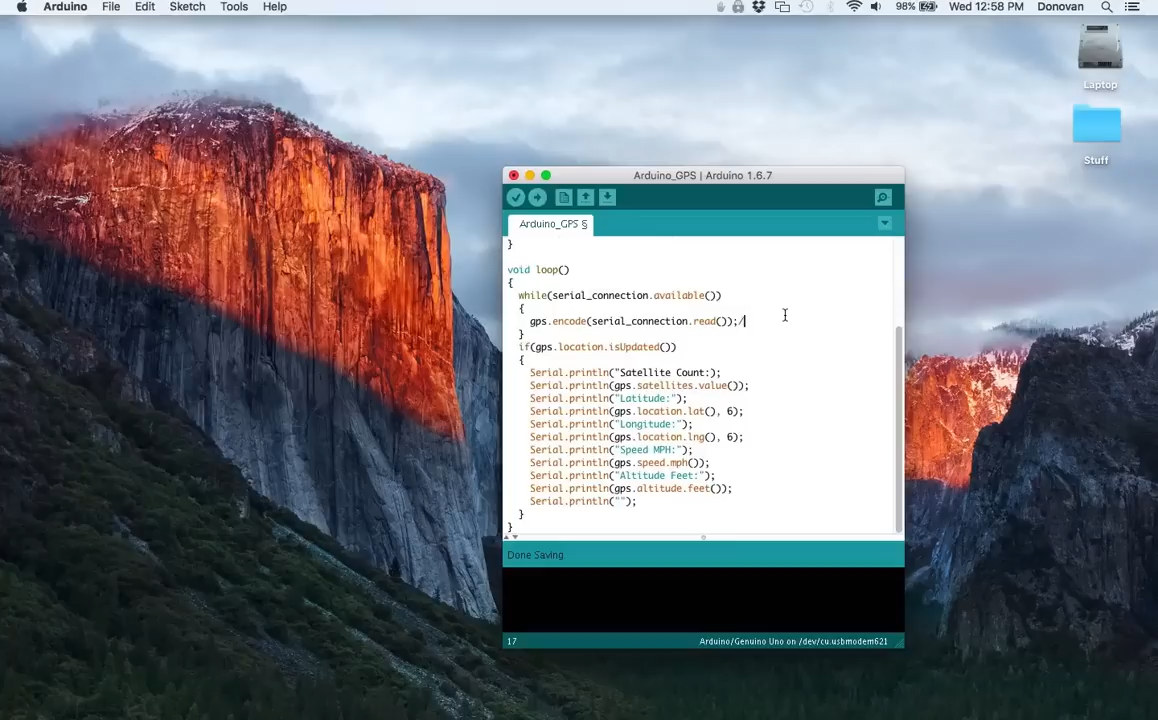 Arduino File Edit Sketch Tools Help 98% Wed 12:58 PM Donovan
Laptop
Stuff
Arduino_GPS | Arduino 1.6.7
Arduino_GPS §
}
void loop()
{
while(serial_connection.available())
{
gps.encode(serial_connection.read());/
}
if(gps.location.isUpdated())
{
Serial.println("Satellite Count:);
Serial.println(gps.satellites.value());
Serial.println("Latitude:");
Serial.println(gps.location.lat(), 6);
Serial.println("Longitude:");
Serial.println(gps.location.lng(), 6);
Serial.println("Speed MPH:");
Serial.println(gps.speed.mph());
Serial.println("Altitude Feet:");
Serial.println(gps.altitude.feet());
Serial.println("");
}
}
Done Saving.
17 Arduino/Genuino Uno on /dev/cu.usbmodem621